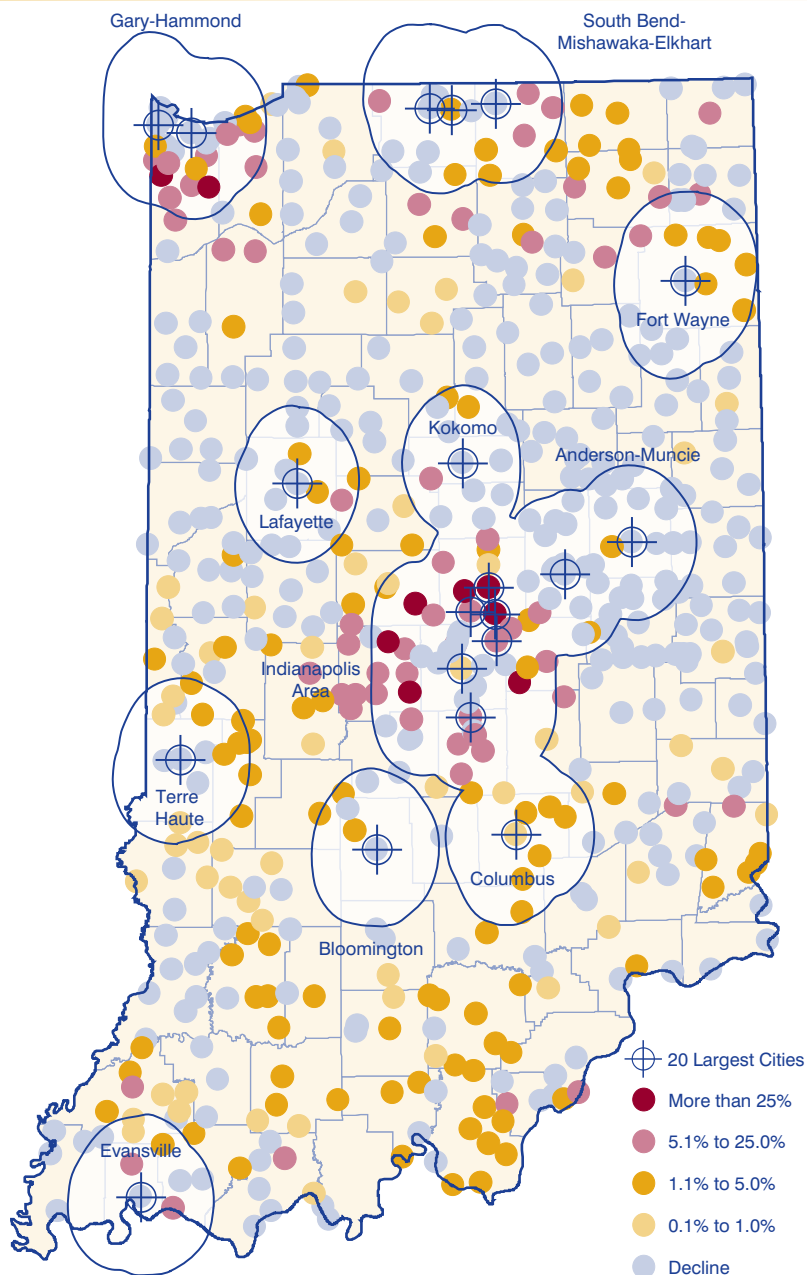 Gary-Hammond
South Bend-
Mishawaka-Elkhart
Fort Wayne
Kokomo
Anderson-Muncie
Lafayette
Indianapolis
Area
Terre
Haute
Columbus
Bloomington
Evansville
20 Largest Cities
More than 25%
5.1% to 25.0%
1.1% to 5.0%
0.1% to 1.0%
Decline